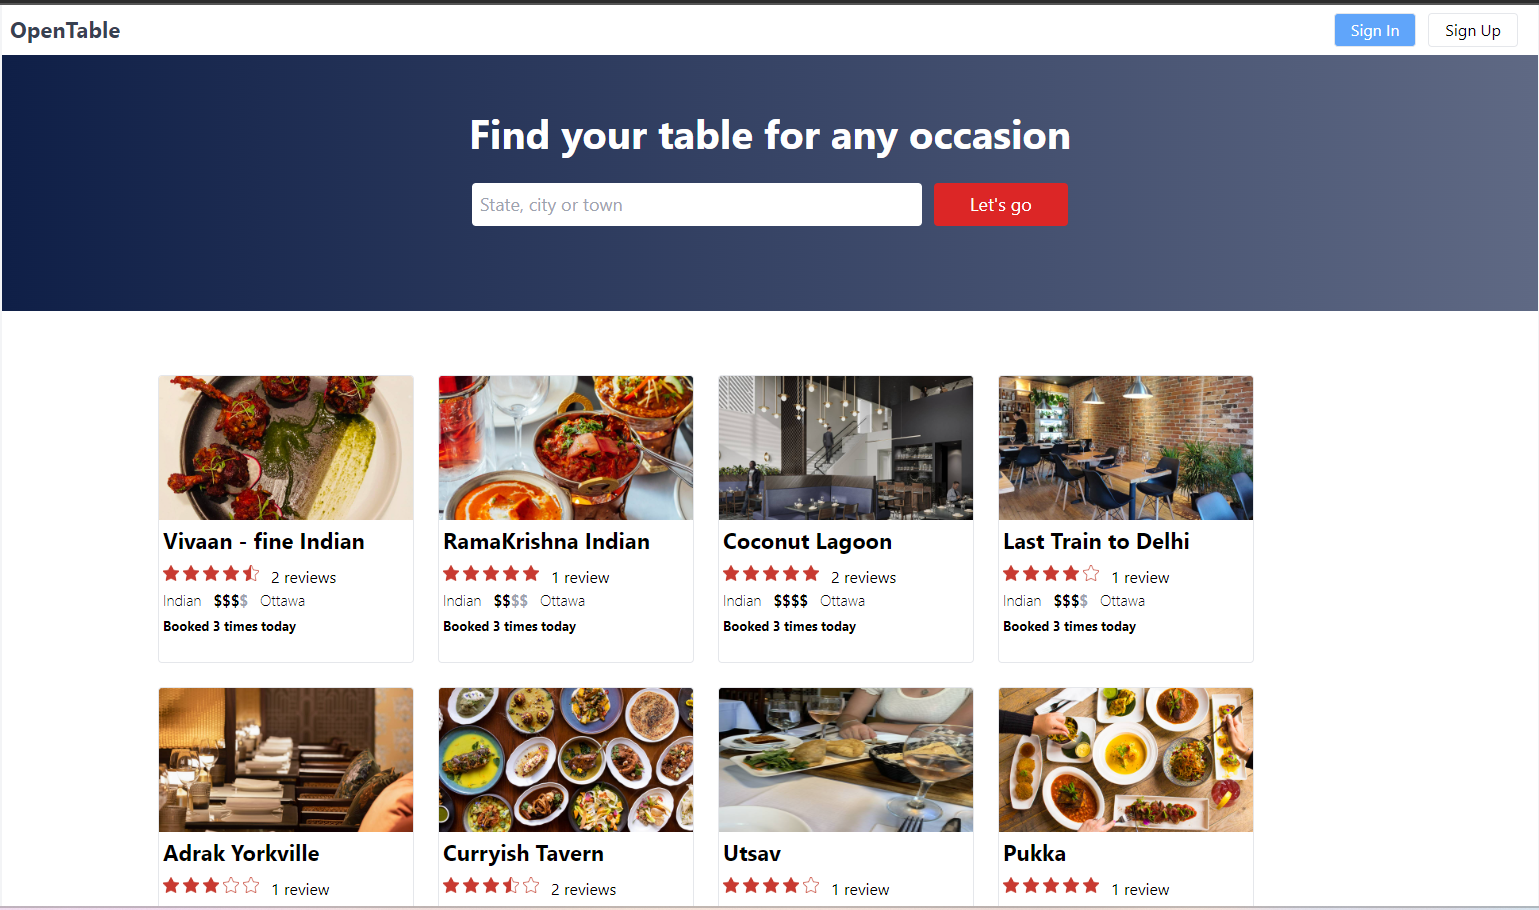 OpenTable
Sign In
Sign Up
Find your table for any occasion
State, city or town
Let's go
Vivaan - fine Indian
2 reviews
Indian $$$$ Ottawa
Booked 3 times today
RamaKrishna Indian
1 review
Indian $$$$ Ottawa
Booked 3 times today
Coconut Lagoon
2 reviews
Indian $$$$ Ottawa
Booked 3 times today
Last Train to Delhi
1 review
Indian $$$$ Ottawa
Booked 3 times today
Adrak Yorkville
1 review
Curryish Tavern
2 reviews
Utsav
1 review
Pukka
1 review